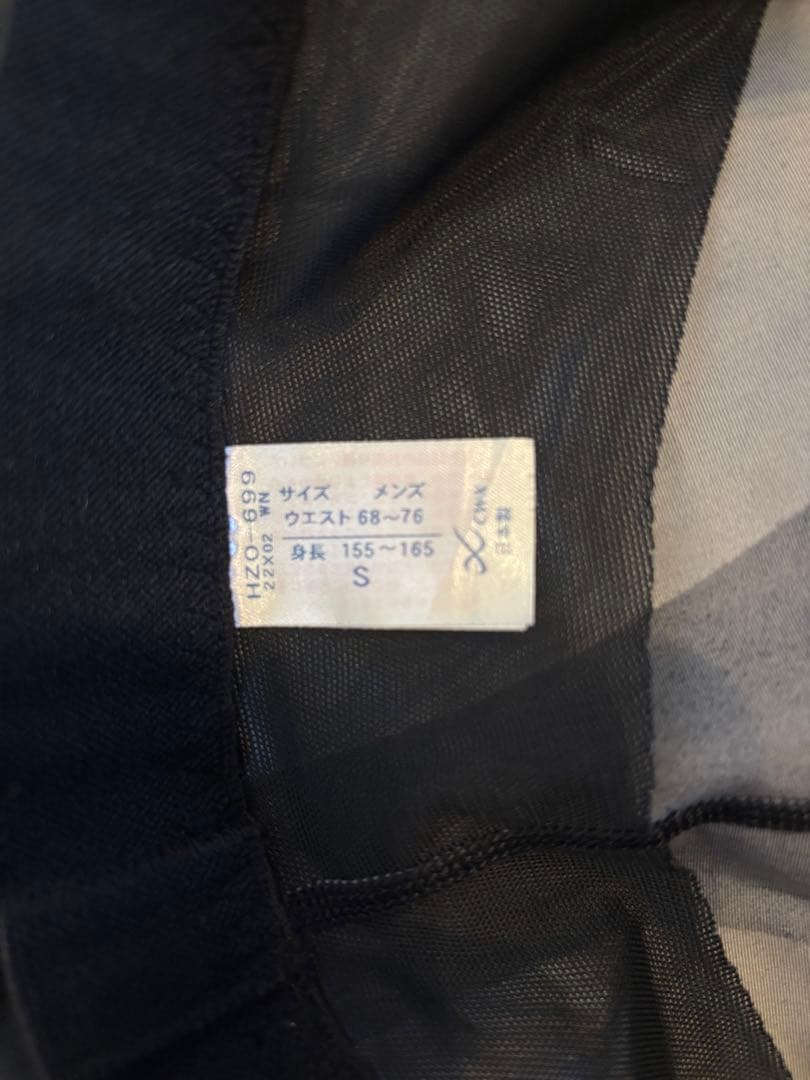 サイズ メンズ
ウエスト 68〜76
身長 155〜165
S
HZO-699
22X02 WN
CWX
日本製